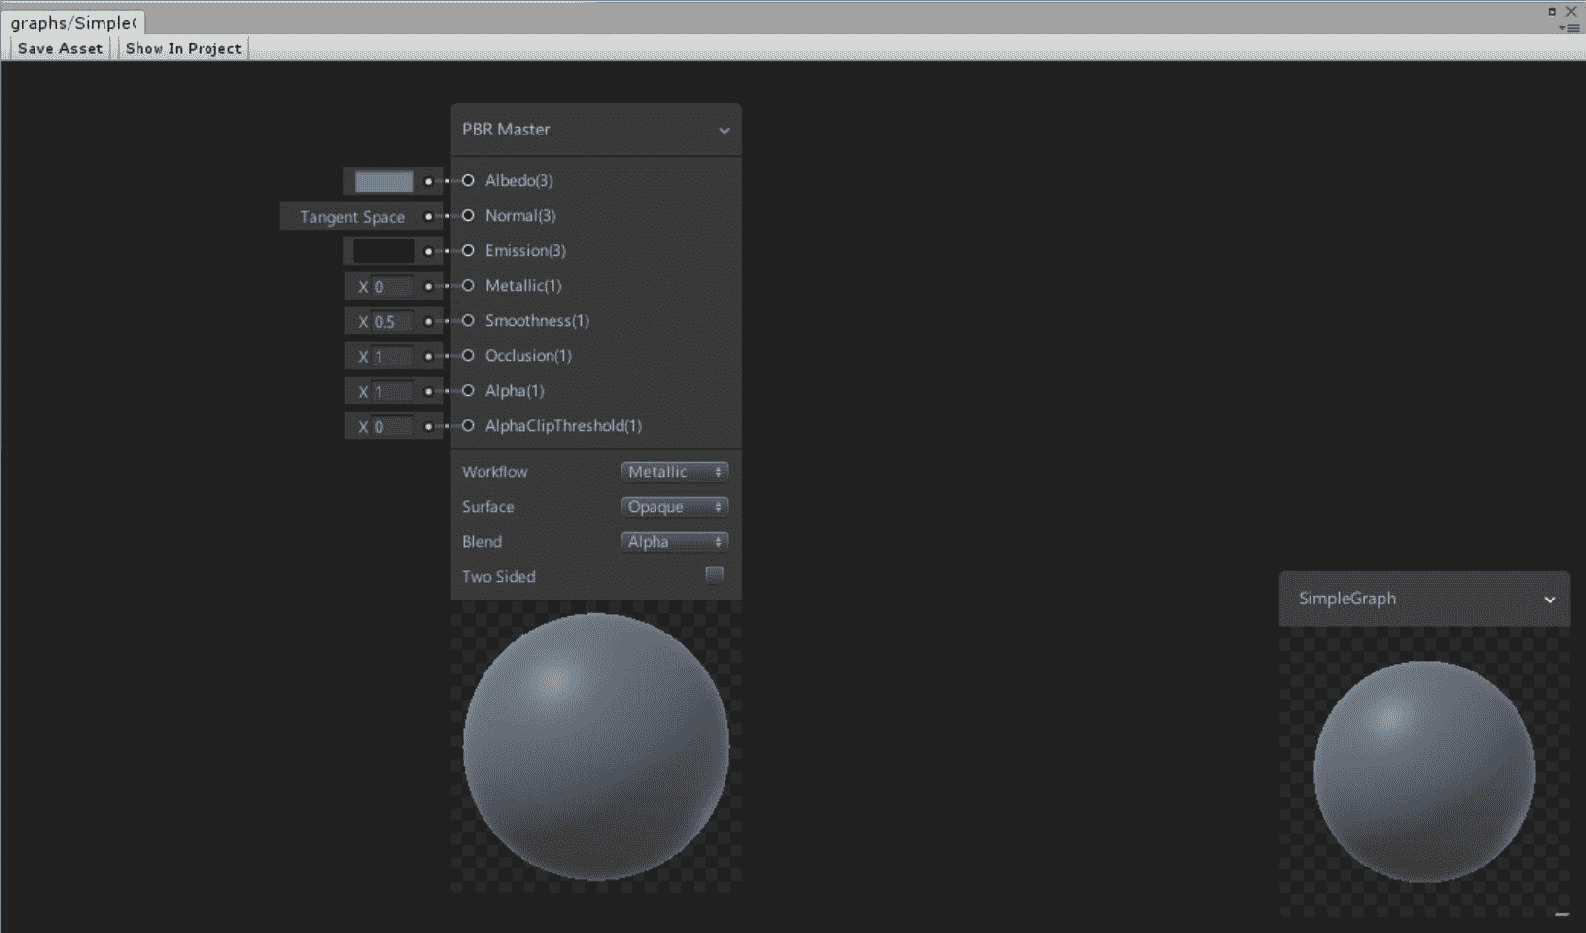 graphs/Simple
Save Asset
Show In Project
PBR Master
Albedo(3)
Tangent Space
Normal(3)
Emission(3)
X 0
Metallic(1)
X 0.5
Smoothness(1)
X 1
Occlusion(1)
X 1
Alpha(1)
X 0
AlphaClipThreshold(1)
Workflow
Metallic
Surface
Opaque
Blend
Alpha
Two Sided
SimpleGraph